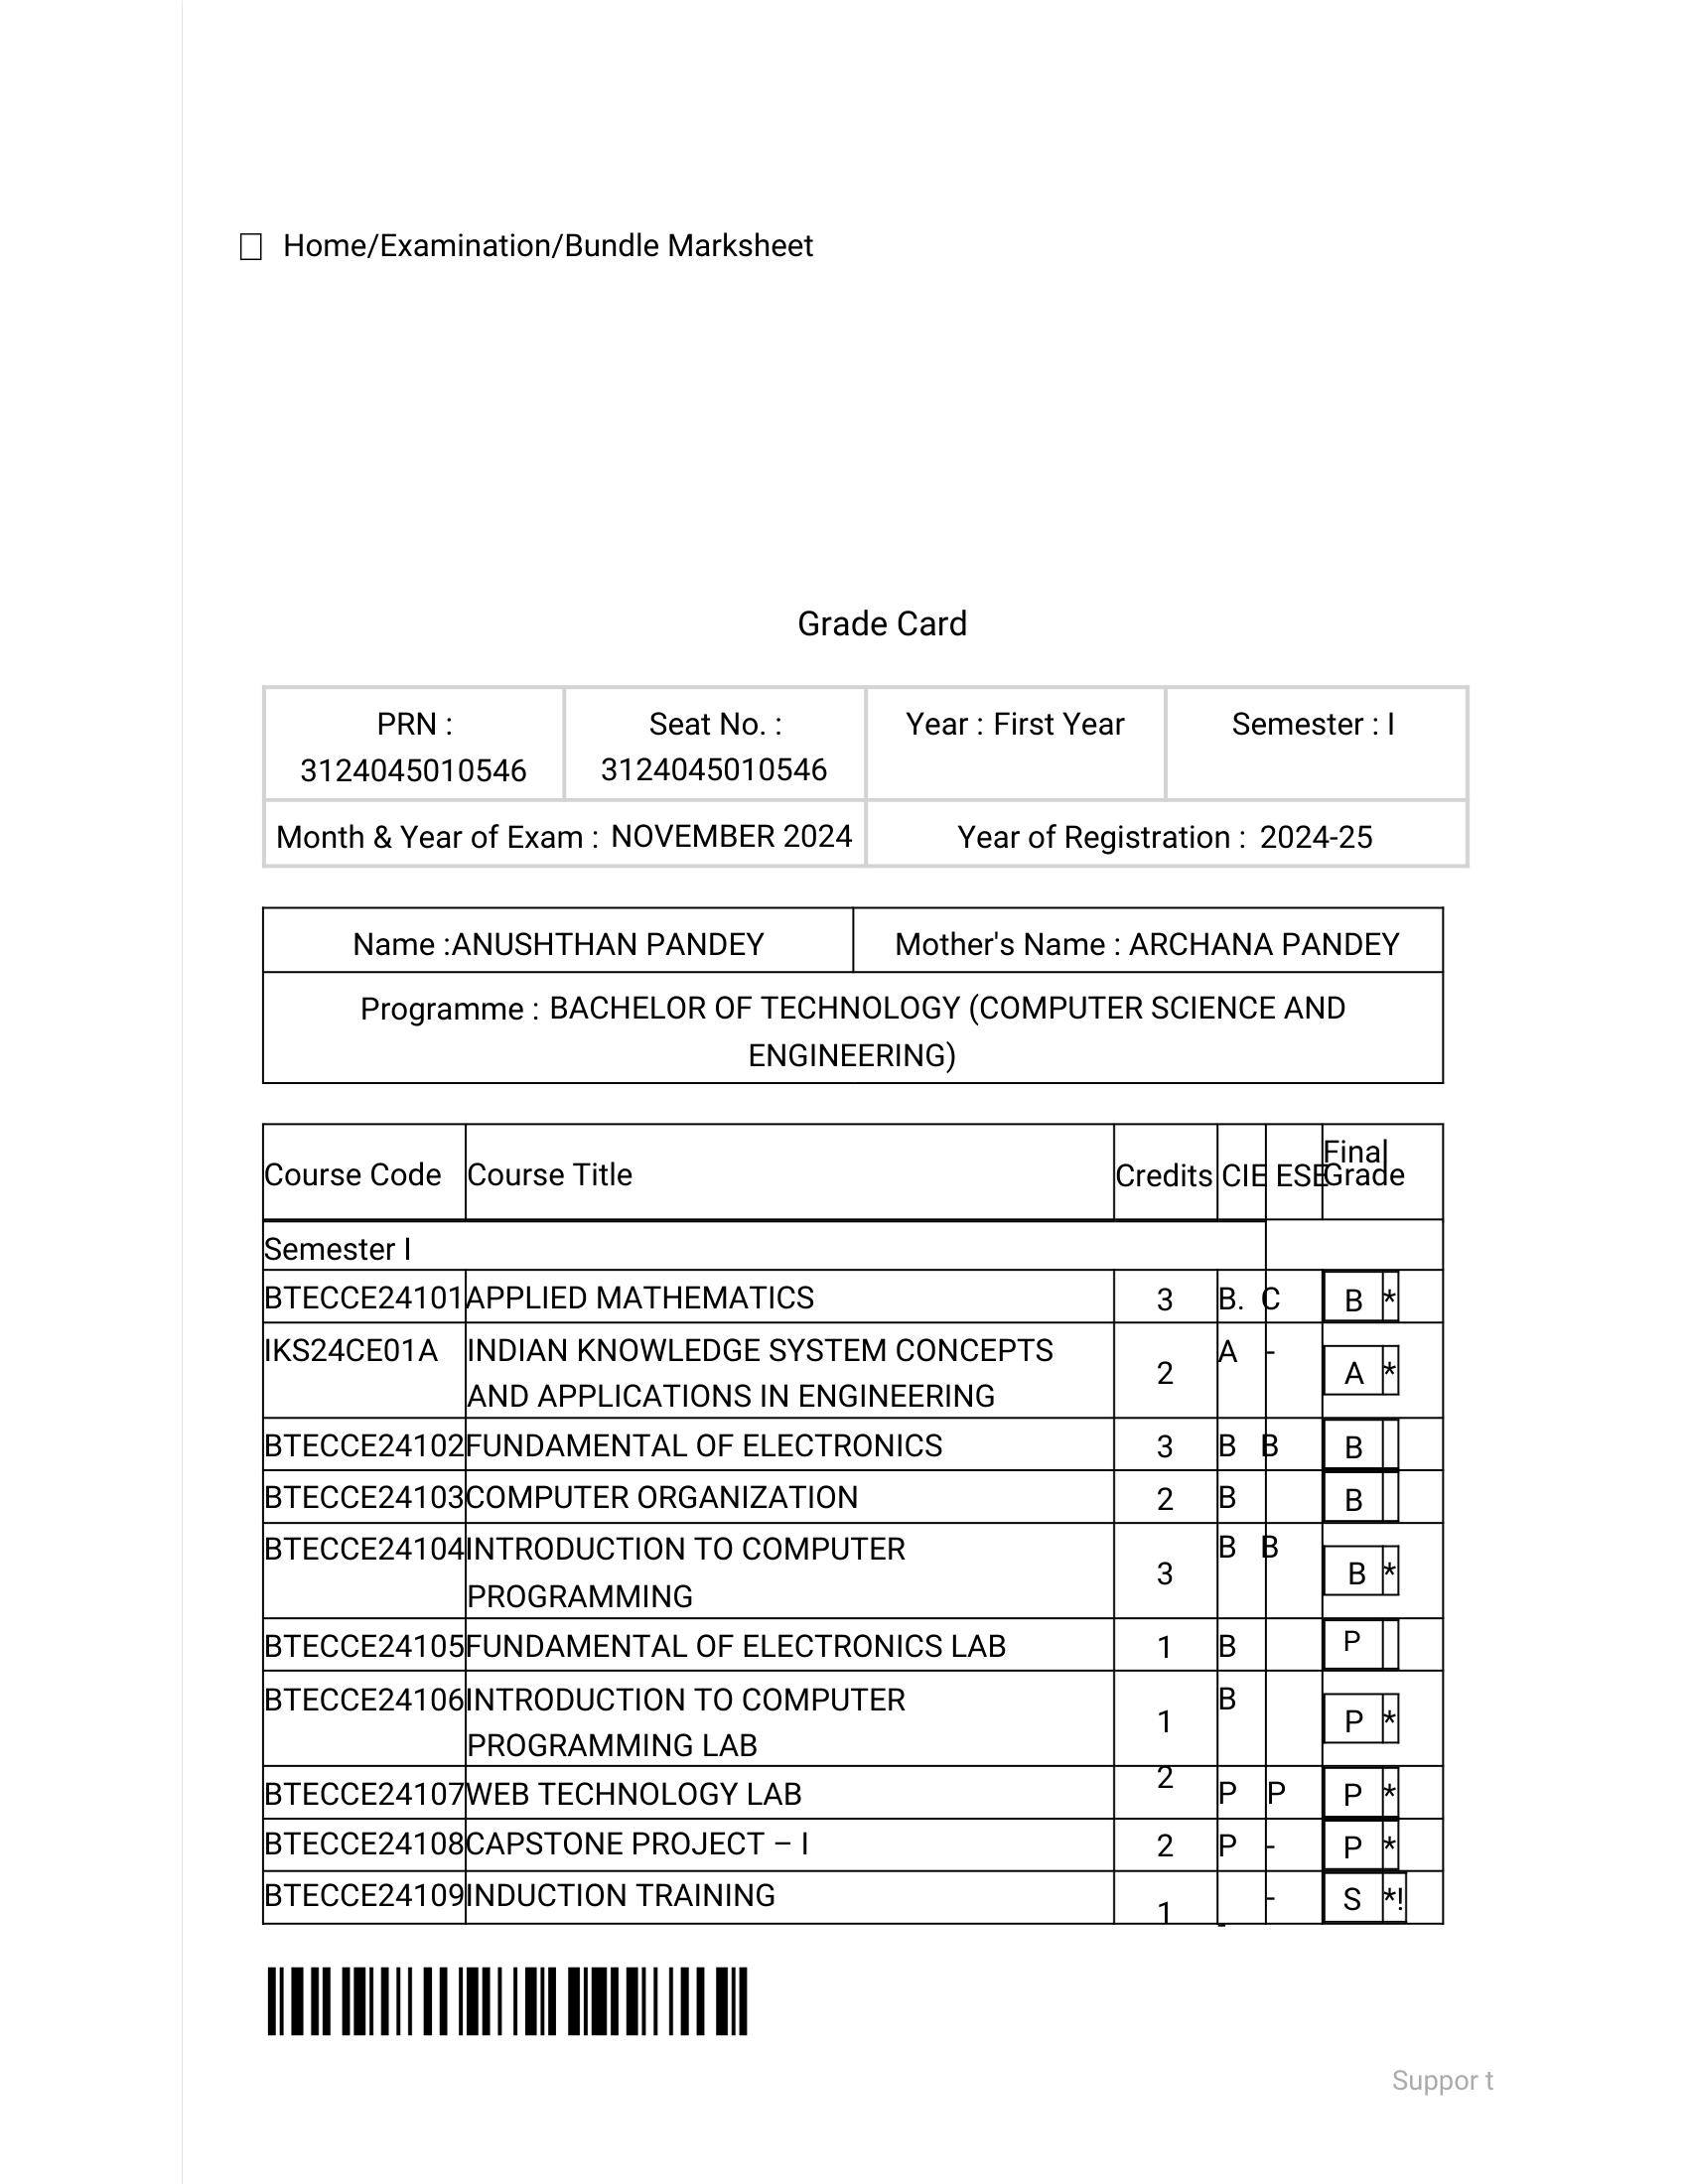 Home/Examination/Bundle Marksheet
Grade Card
PRN : Seat No. : Year : First Year Semester : I
3124045010546 3124045010546
Month & Year of Exam : NOVEMBER 2024 Year of Registration : 2024-25
Name :ANUSHTHAN PANDEY Mother's Name : ARCHANA PANDEY
Programme : BACHELOR OF TECHNOLOGY (COMPUTER SCIENCE AND
ENGINEERING)
Course Code Course Title Credits CIE ESE Final
Grade
Semester I
BTECCE24101 APPLIED MATHEMATICS 3 B. C B *
IKS24CE01A INDIAN KNOWLEDGE SYSTEM CONCEPTS 2 A - A *
AND APPLICATIONS IN ENGINEERING
BTECCE24102 FUNDAMENTAL OF ELECTRONICS 3 B B B
BTECCE24103 COMPUTER ORGANIZATION 2 B B
BTECCE24104 INTRODUCTION TO COMPUTER 3 B B B *
PROGRAMMING
BTECCE24105 FUNDAMENTAL OF ELECTRONICS LAB 1 B P
BTECCE24106 INTRODUCTION TO COMPUTER 1 B P *
PROGRAMMING LAB
BTECCE24107 WEB TECHNOLOGY LAB 2 P P P *
BTECCE24108 CAPSTONE PROJECT – I 2 P - P *
BTECCE24109 INDUCTION TRAINING 1 - - S *!
Suppor t